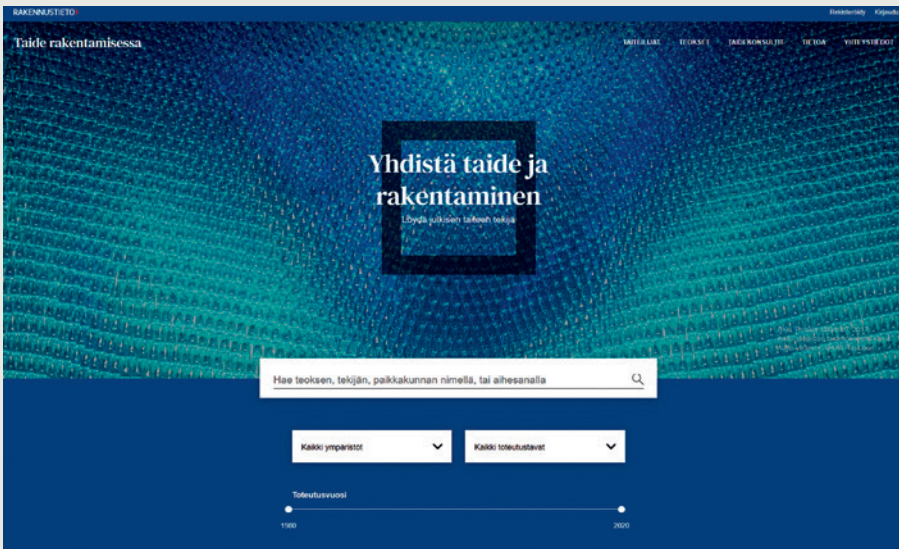 RAKENNUSTIETO
Rekisteröidy Kirjaudu
Taide rakentamisessa
TAITEILIJAT TEOKSET TAIDEKONSULTIT TIETOA YHTEYSTIEDOT
Yhdistä taide ja
rakentaminen
Löydä julkisen taiteen tekijä
Hae teoksen, tekijän, paikkakunnan nimellä, tai aihesanalla
Kaikki ympäristöt Kaikki toteutustavat
Toteutusvuosi
1900 2020